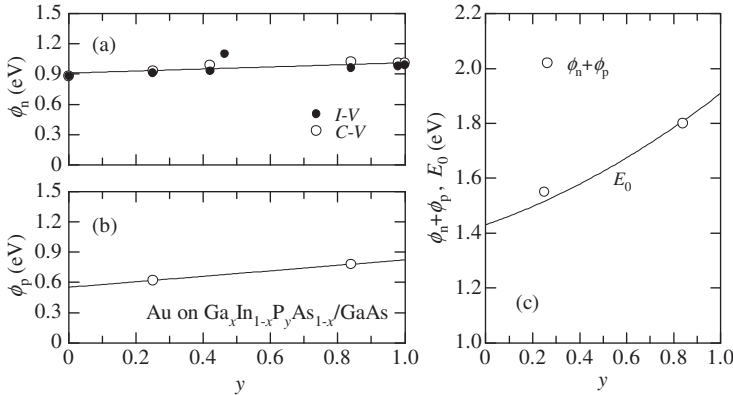 1.5
1.2
0.9
0.6
0.3
0
ϕn (eV)
(a)
I-V
C-V
1.5
1.2
0.9
0.6
0.3
0
ϕp (eV)
(b)
Au on GaxIn1-xPyAs1-x/GaAs
0 0.2 0.4 0.6 0.8 1.0
y
2.2
2.0
1.8
1.6
1.4
1.2
1.0
ϕn+ϕp, E0 (eV)
ϕn+ϕp
E0
(c)
0 0.2 0.4 0.6 0.8 1.0
y